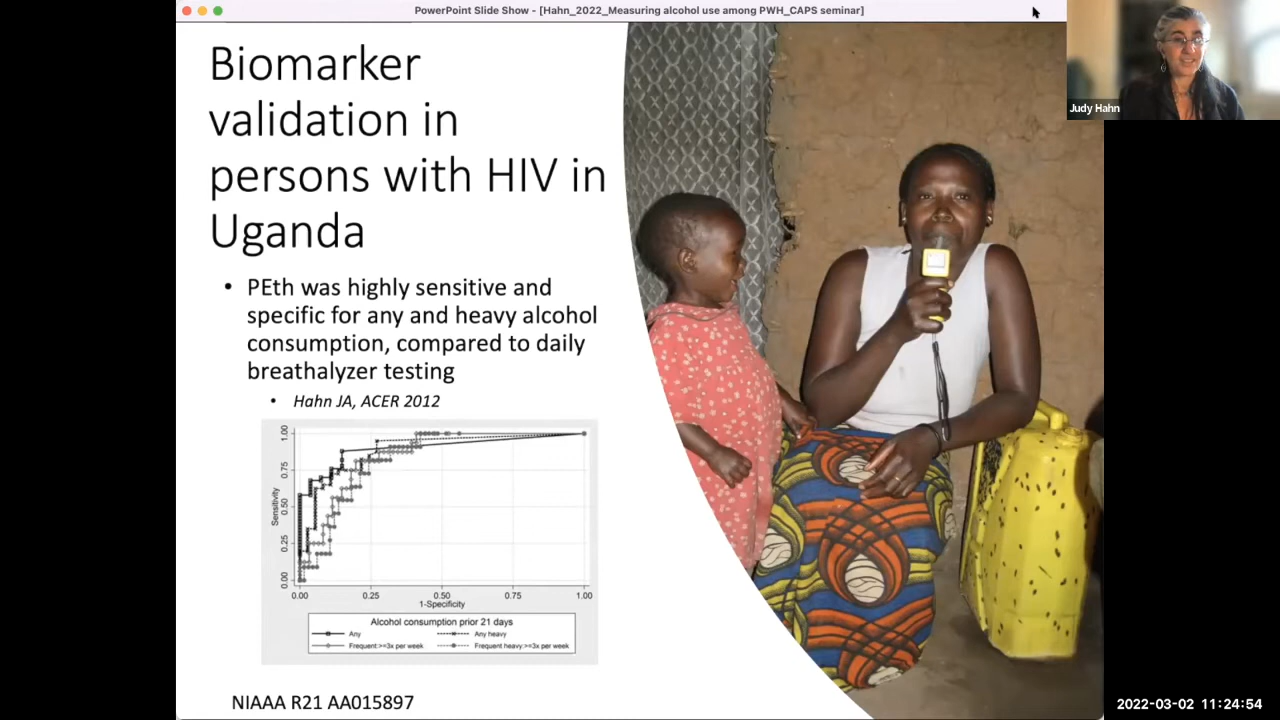 PowerPoint Slide Show - [Hahn_2022_Measuring alcohol use among PWH_CAPS seminar]
Judy Hahn
Biomarker
validation in
persons with HIV in
Uganda
• PEth was highly sensitive and
specific for any and heavy alcohol
consumption, compared to daily
breathalyzer testing
• Hahn JA, ACER 2012
Sensitivity
1.00
0.75
0.50
0.25
0.00
0.00 0.25 0.50 0.75 1.00
1-Specificity
Alcohol consumption prior 21 days
Any Any heavy
Frequent:>=3x per week Frequent heavy:>=3x per week
NIAAA R21 AA015897
2022-03-02 11:24:54